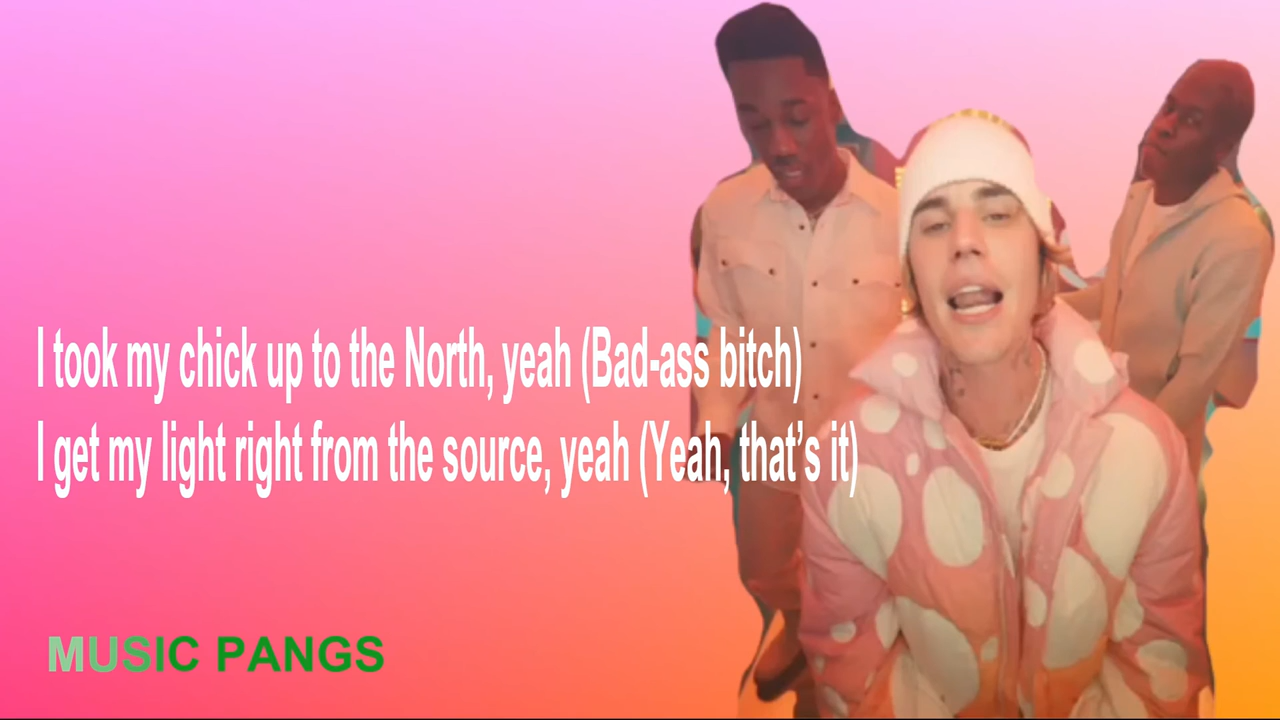 I took my chick up to the North, yeah (Bad-ass bitch)
I get my light right from the source, yeah (Yeah, that’s it)
MUSIC PANGS